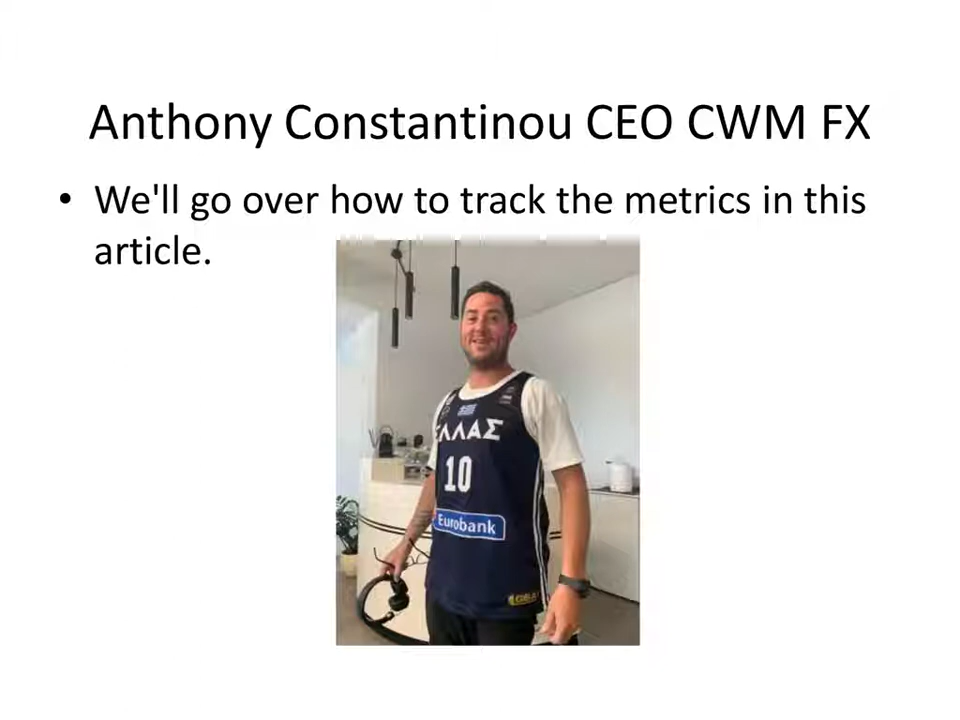 Anthony Constantinou CEO CWM FX
• We'll go over how to track the metrics in this
article.
ΕΛΛΑΣ
10
Eurobank